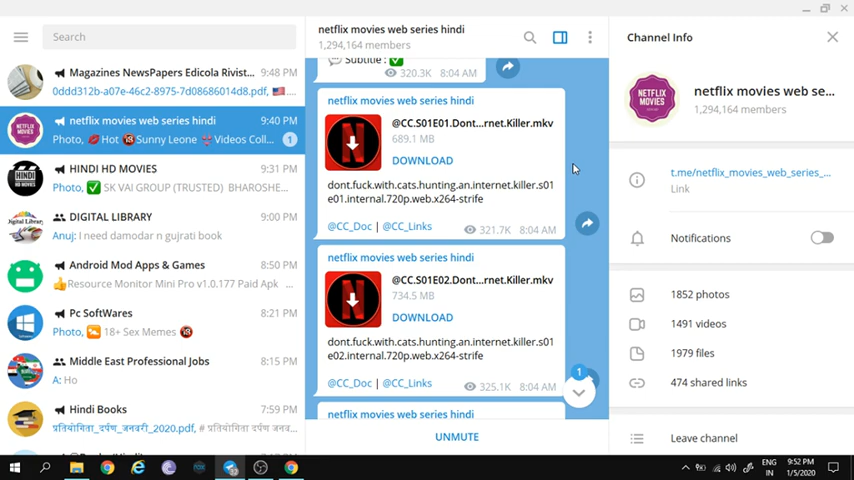 Search
Magazines NewsPapers Edicola Rivist... 9:48 PM
0ddd312b-a07e-46c2-8975-7d08686014d8.pdf,
netflix movies web series hindi 9:40 PM
Photo, 💋Hot 🔞Sunny Leone Videos Coll... 1
NETFLIX MOVIES
HINDI HD MOVIES 9:31 PM
Photo, ✅ SK VAI GROUP (TRUSTED) BHAROSHE...
HINDI HD MOVIES
DIGITAL LIBRARY 9:00 PM
Anuj: I need damodar n gujrati book
Android Mod Apps & Games 8:50 PM
👍Resource Monitor Mini Pro v1.0.177 Paid Apk ...
Pc SoftWares 8:21 PM
Photo, 18+ Sex Memes 🔞
Middle East Professional Jobs 8:15 PM
A: Ho
Hindi Books 7:59 PM
प्रतियोगिता_दर्पण_जनवरी_2020.pdf, # प्रतियोगिता दर्पण जनव...
netflix movies web series hindi
1,294,164 members
Subtitle : ✅
320.3K 8:04 AM
netflix movies web series hindi
@CC.S01E01.Dont...rnet.Killer.mkv
689.1 MB
DOWNLOAD
dont.fuck.with.cats.hunting.an.internet.killer.s01
e01.internal.720p.web.x264-strife
@CC_Doc | @CC_Links 321.7K 8:04 AM
netflix movies web series hindi
@CC.S01E02.Dont...rnet.Killer.mkv
734.5 MB
DOWNLOAD
dont.fuck.with.cats.hunting.an.internet.killer.s01
e02.internal.720p.web.x264-strife
@CC_Doc | @CC_Links 325.1K 8:04 AM
1
netflix movies web series hindi
UNMUTE
Channel Info
NETFLIX MOVIES
netflix movies web se...
1,294,164 members
t.me/netflix_movies_web_series_...
Link
Notifications
1852 photos
1491 videos
1979 files
474 shared links
Leave channel
ENG
IN
9:52 PM
1/5/2020